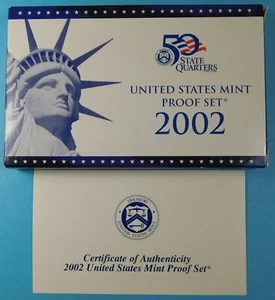 50
STATE
QUARTERS
UNITED STATES MINT
PROOF SET®
2002
Certificate of Authenticity
2002 United States Mint Proof Set®